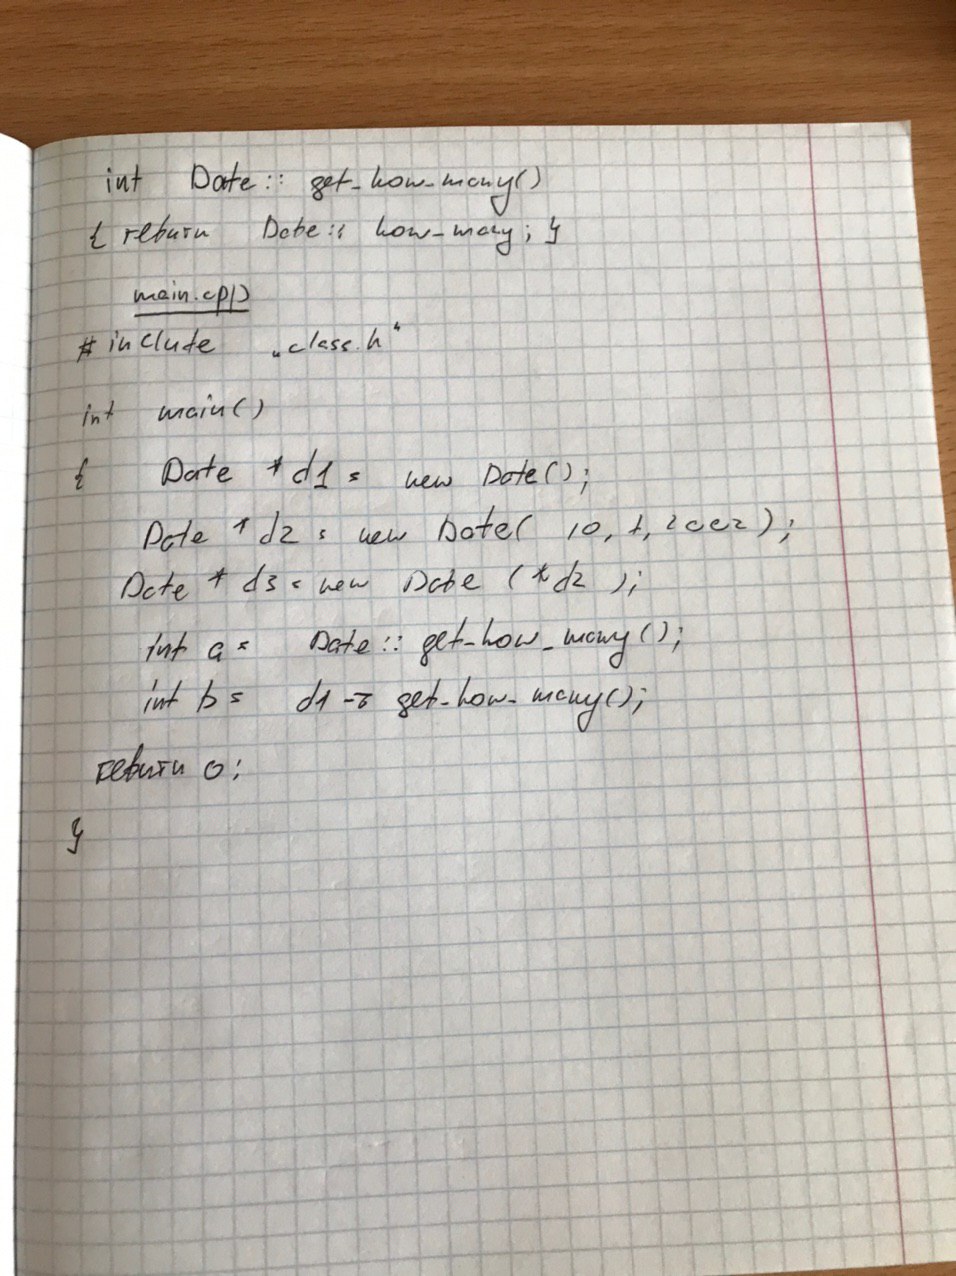 int Date:: get_how_many()
{ return Date:: how_many; }
main.cpp
# include „class.h“
int main()
{ Date *d1 = new Date();
Date *d2 = new Date( 10, 1, 2002 );
Date * d3 = new Date (*d2 );
int a = Date:: get_how_many();
int b = d1 -> get_how_many();
return 0;
}